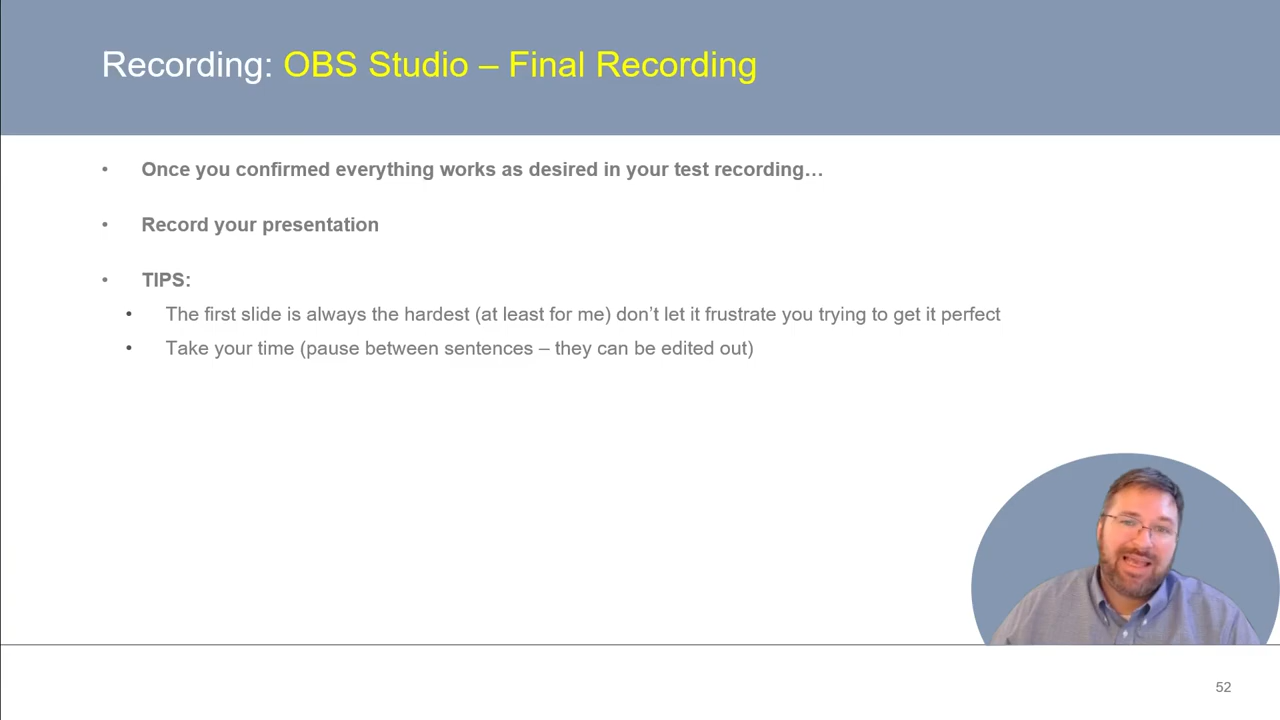 Recording: OBS Studio – Final Recording
• Once you confirmed everything works as desired in your test recording…
• Record your presentation
• TIPS:
• The first slide is always the hardest (at least for me) don’t let it frustrate you trying to get it perfect
• Take your time (pause between sentences – they can be edited out)
52